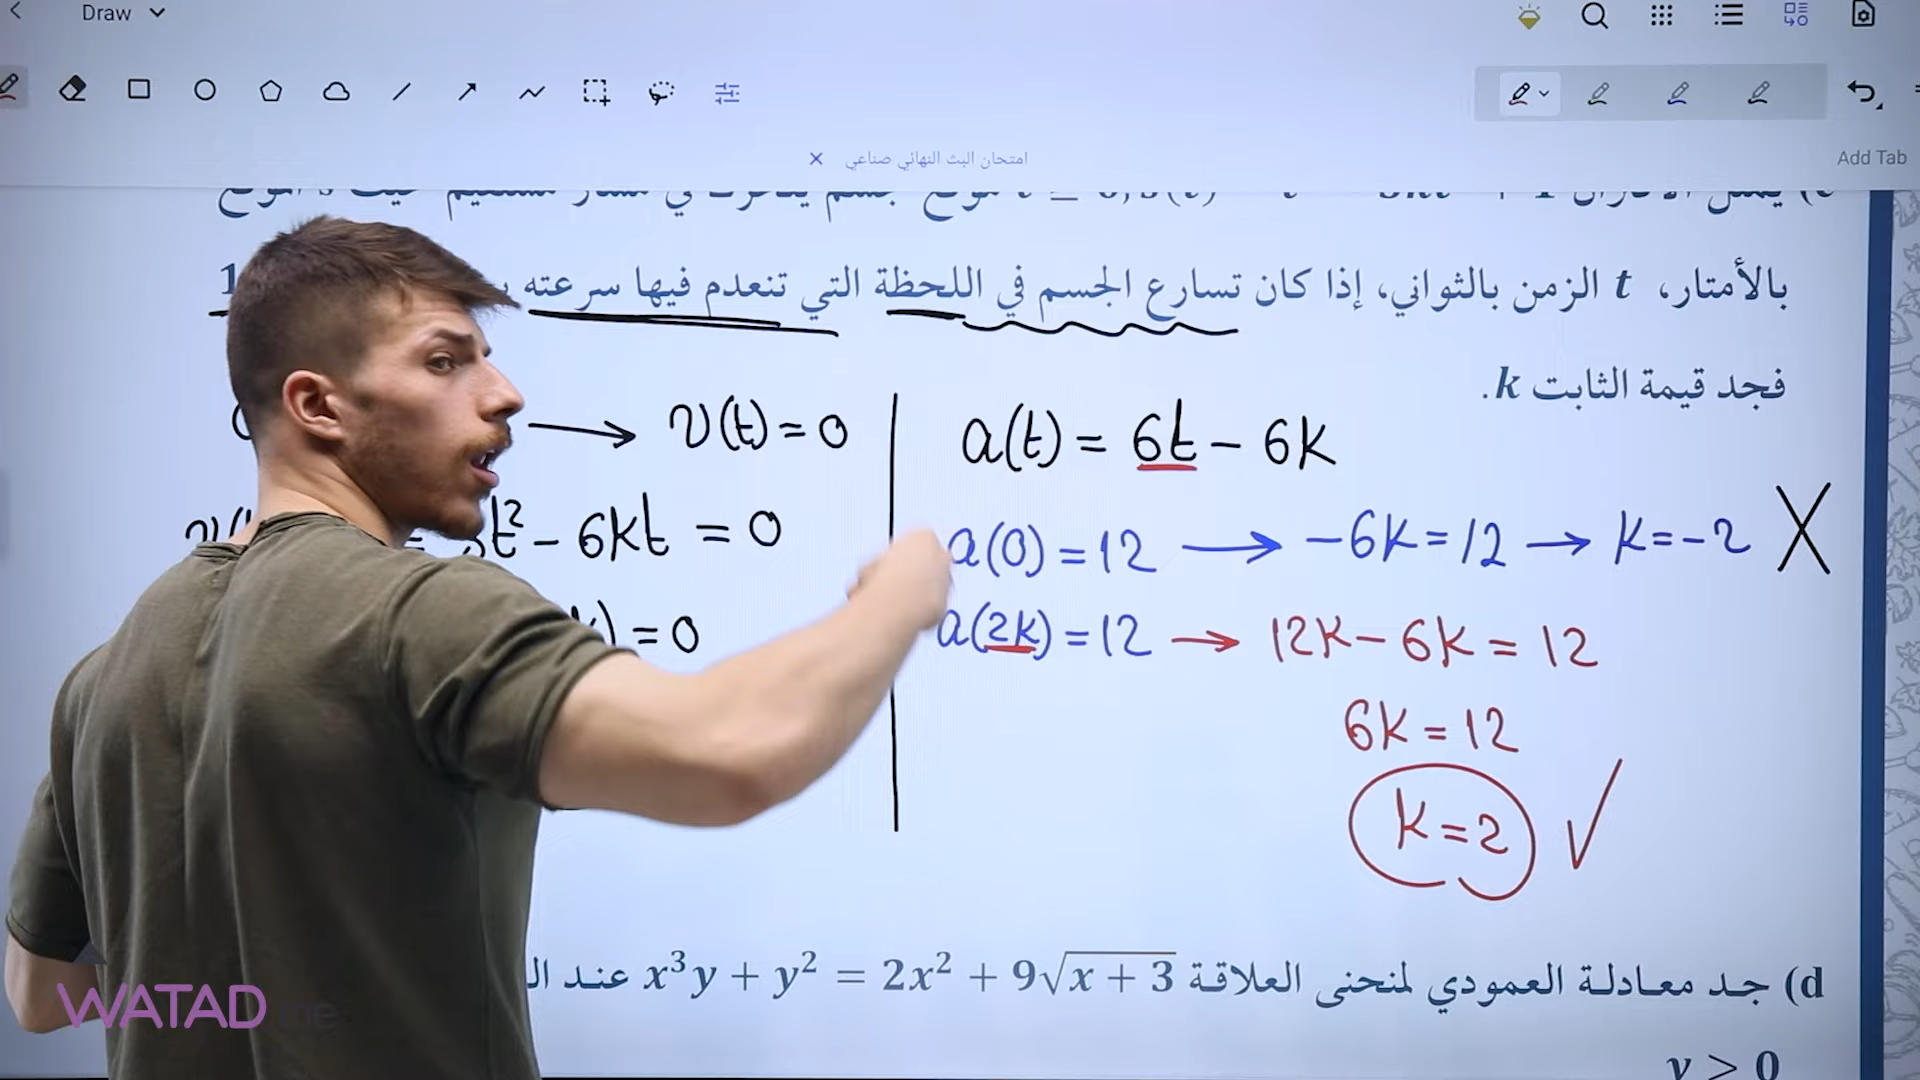 Draw
امتحان البث النهائي صناعي
Add Tab
بالأمتار، t الزمن بالثواني، إذا كان تسارع الجسم في اللحظة التي تنعدم فيها سرعته
فجد قيمة الثابت k.
v(t) = 0
t² − 6kt = 0
) = 0
a(t) = 6t − 6k
a(0) = 12 → −6k = 12 → k = −2 X
a(2k) = 12 → 12k − 6k = 12
6k = 12
k = 2 ✓
d) جد معادلة العمودي لمنحنى العلاقة x³y + y² = 2x² + 9√(x + 3) عند
y > 0
WATAD